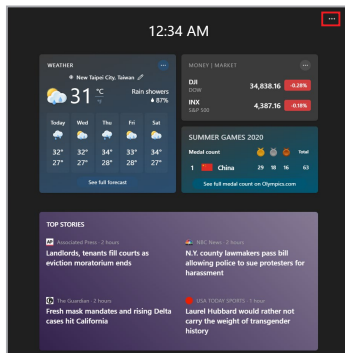 12:34 AM
WEATHER
New Taipei City, Taiwan
31 °C
Rain showers
87%
Today Wed Thu Fri Sat
32° 32° 34° 33° 34°
27° 27° 28° 28° 27°
See full forecast
MONEY | MARKET
DJI 34,838.16 -0.28%
DOW
INX 4,387.16 -0.18%
S&P 500
SUMMER GAMES 2020
Medal count Total
1 China 29 18 16 63
See full medal count on Olympics.com
TOP STORIES
AP Associated Press · 2 hours
Landlords, tenants fill courts as
eviction moratorium ends
NBC News · 2 hours
N.Y. county lawmakers pass bill
allowing police to sue protesters for
harassment
The Guardian · 2 hours
Fresh mask mandates and rising Delta
cases hit California
USA TODAY SPORTS · 1 hour
Laurel Hubbard would rather not
carry the weight of transgender
history